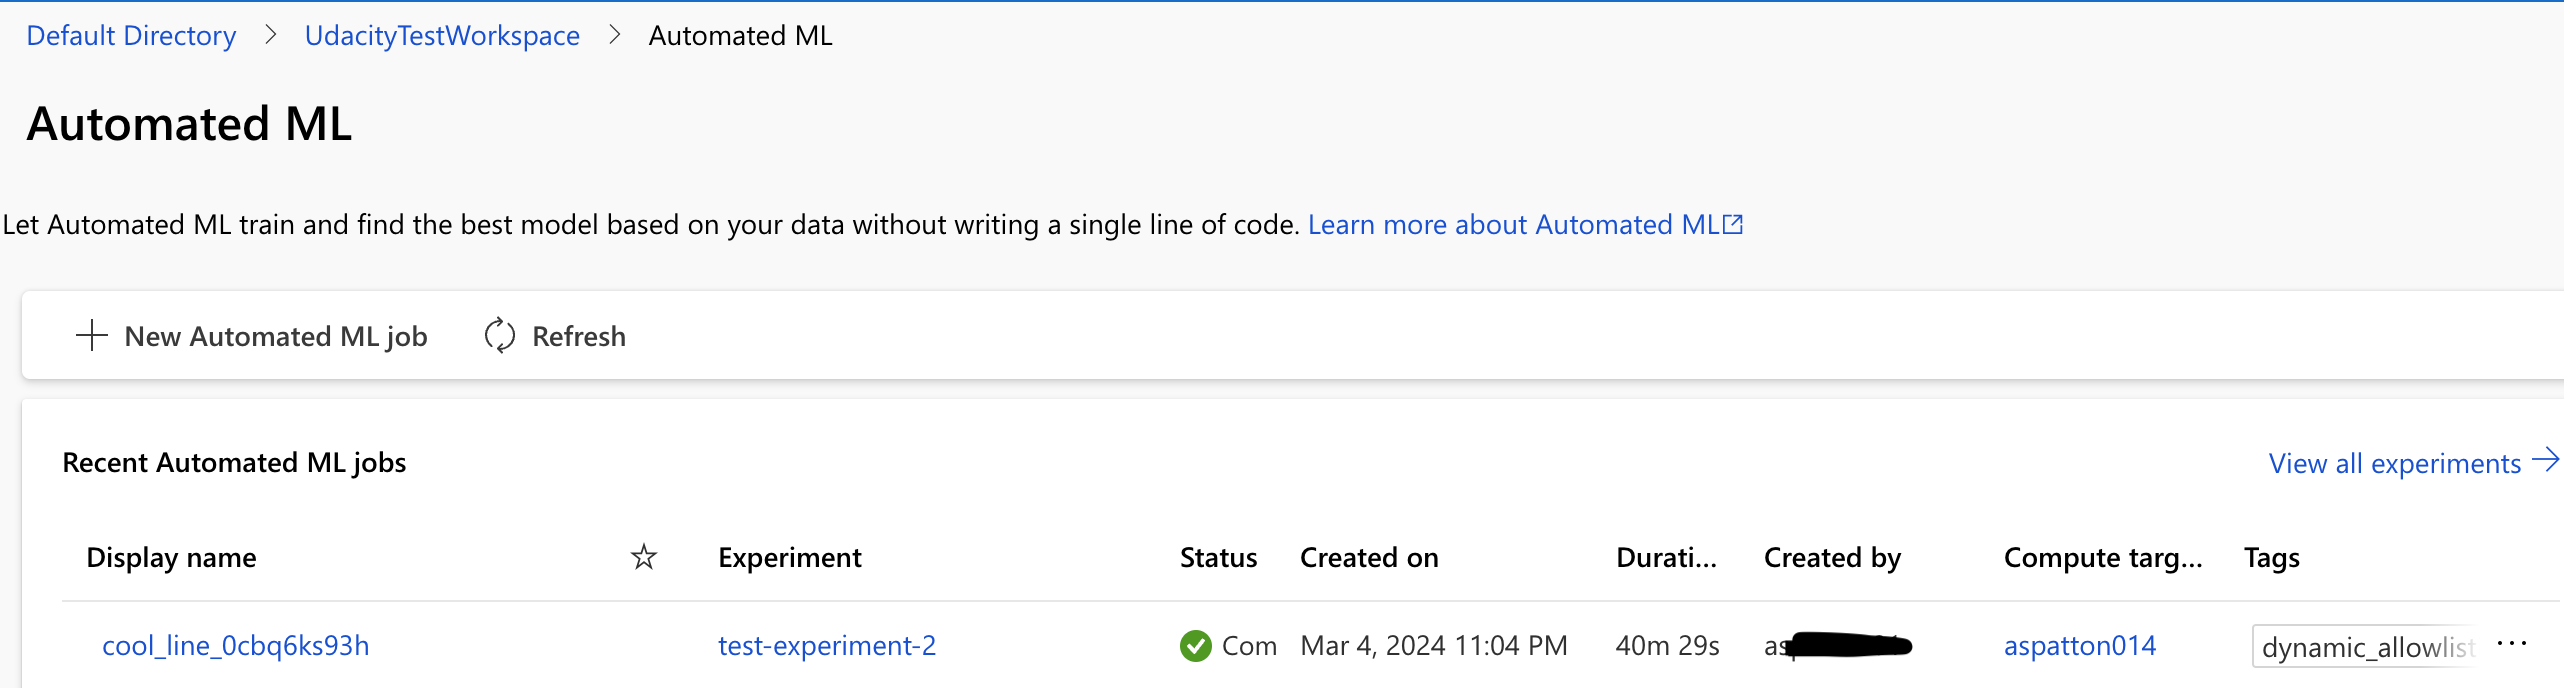 Default Directory > UdacityTestWorkspace > Automated ML
Automated ML
Let Automated ML train and find the best model based on your data without writing a single line of code. Learn more about Automated ML
New Automated ML job Refresh
Recent Automated ML jobs View all experiments
Display name Experiment Status Created on Durati... Created by Compute targ... Tags
cool_line_0cbq6ks93h test-experiment-2 Com Mar 4, 2024 11:04 PM 40m 29s aspatton014 dynamic_allowlist ...